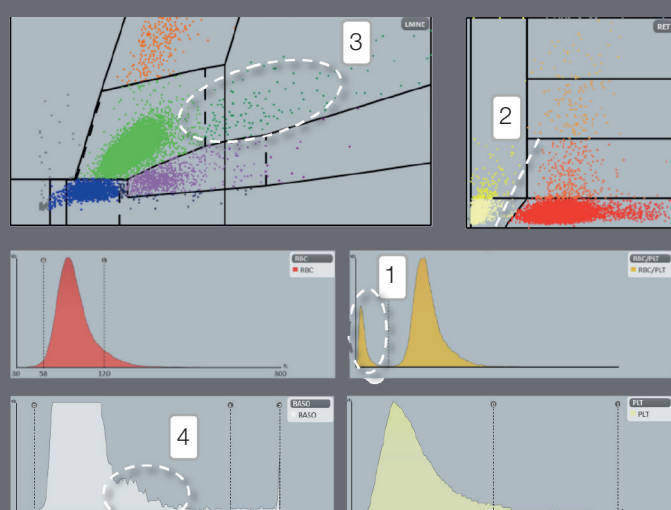 LMNE
3
RET
2
RBC
RBC
30 58 120 300
RBC/PLT
RBC/PLT
1
BASO
BASO
4
PLT
PLT